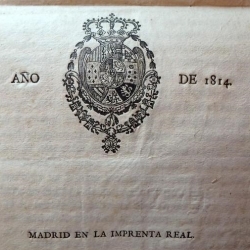 AÑO DE 1814.
MADRID EN LA IMPRENTA REAL.